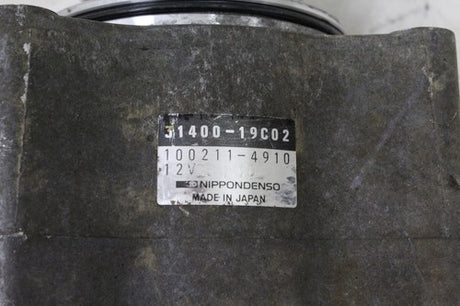 31400-19C02
100211-4910
12V
NIPPONDENSO
MADE IN JAPAN